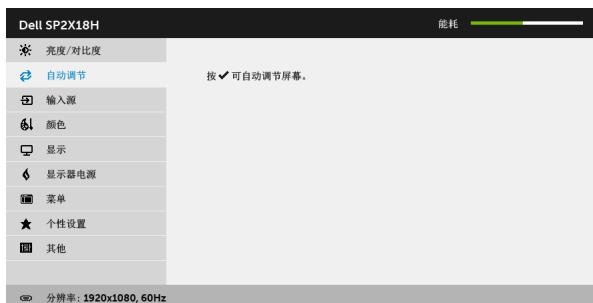 Dell SP2X18H 能耗
亮度/对比度
自动调节
按✔可自动调节屏幕。
输入源
颜色
显示
显示器电源
菜单
个性设置
其他
分辨率: 1920x1080, 60Hz